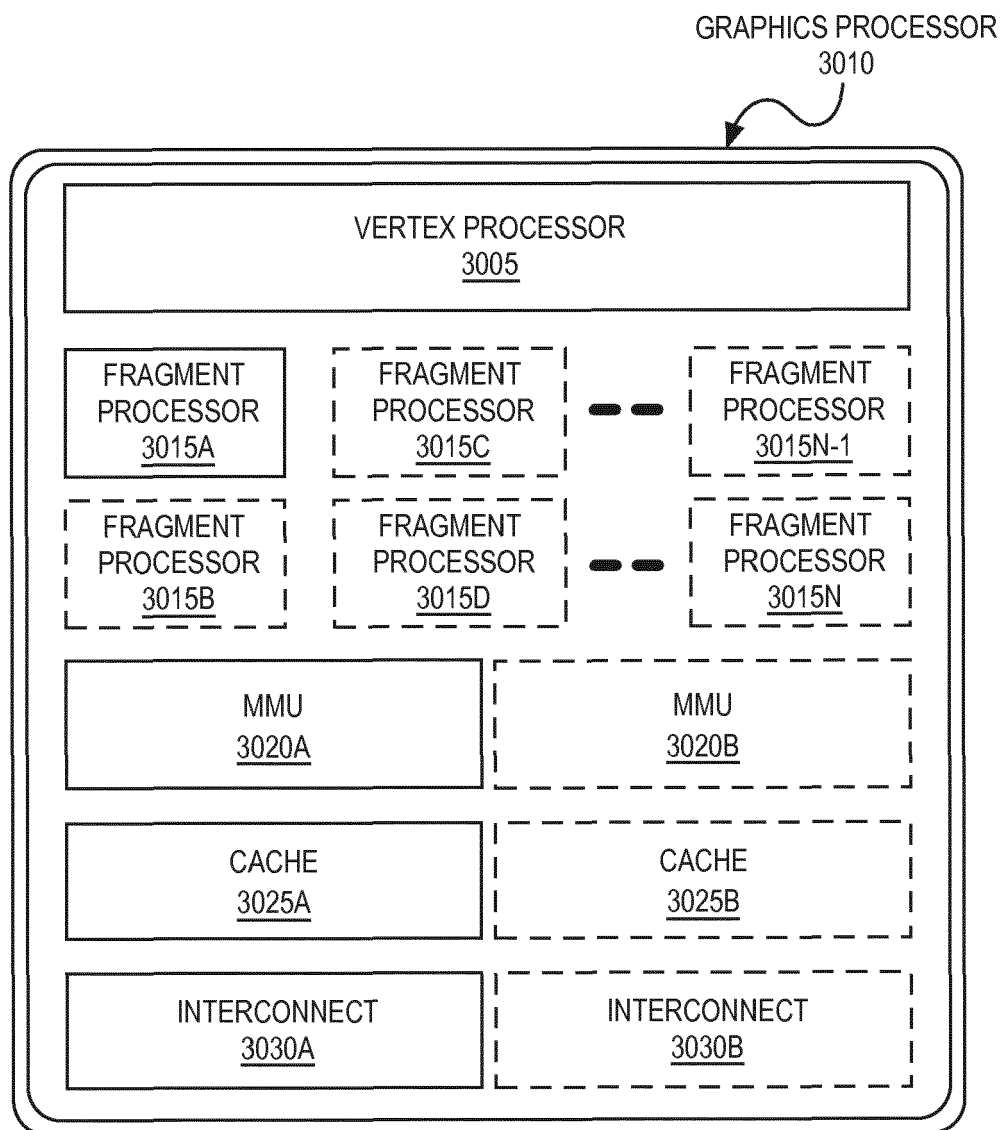 GRAPHICS PROCESSOR
3010
VERTEX PROCESSOR
3005
FRAGMENT
PROCESSOR
3015A
FRAGMENT
PROCESSOR
3015C
FRAGMENT
PROCESSOR
3015N-1
FRAGMENT
PROCESSOR
3015B
FRAGMENT
PROCESSOR
3015D
FRAGMENT
PROCESSOR
3015N
MMU
3020A
MMU
3020B
CACHE
3025A
CACHE
3025B
INTERCONNECT
3030A
INTERCONNECT
3030B